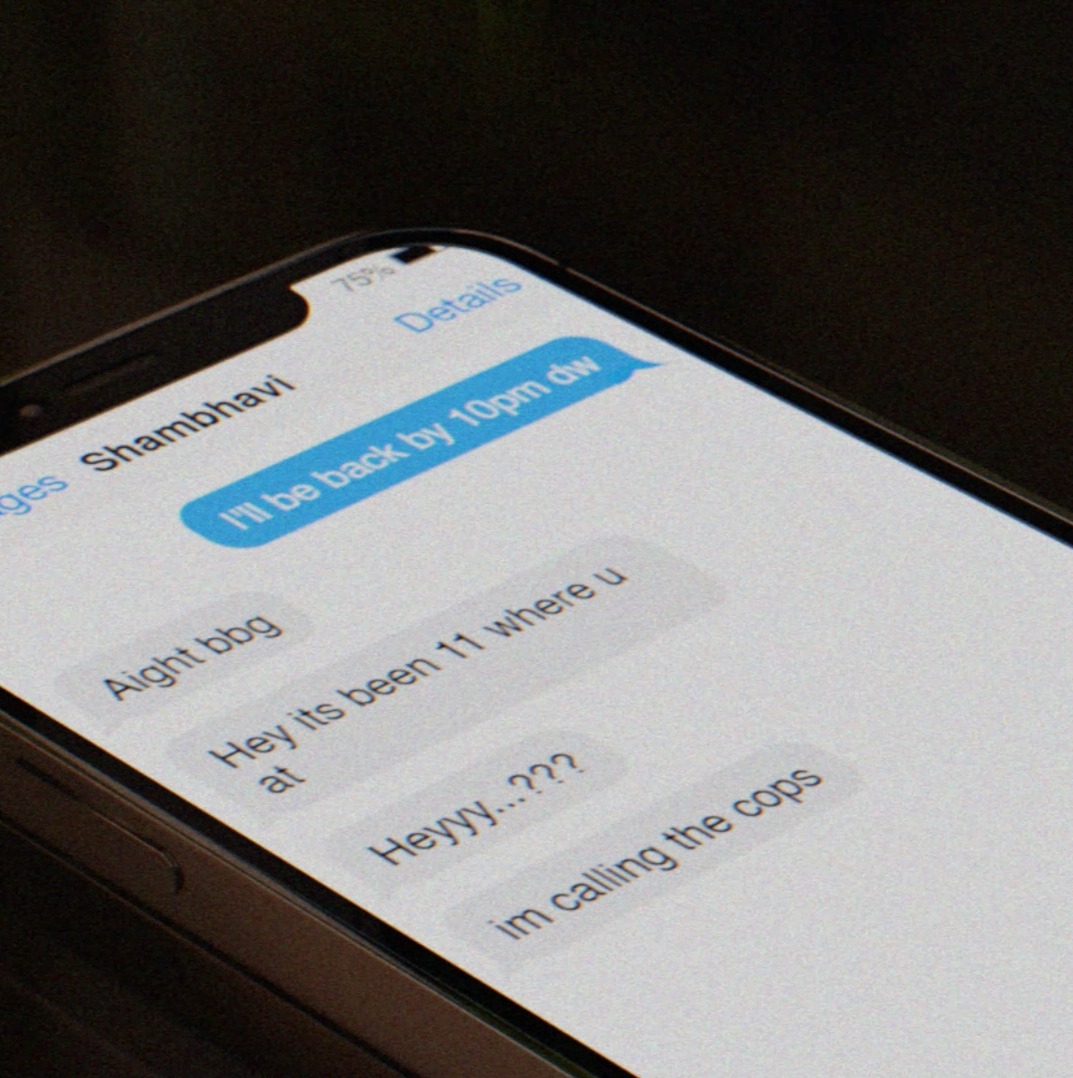 75%
Details
ges Shambhavi
I'll be back by 10pm dw
Aight bbg
Hey its been 11 where u
at
Heyyy...???
im calling the cops